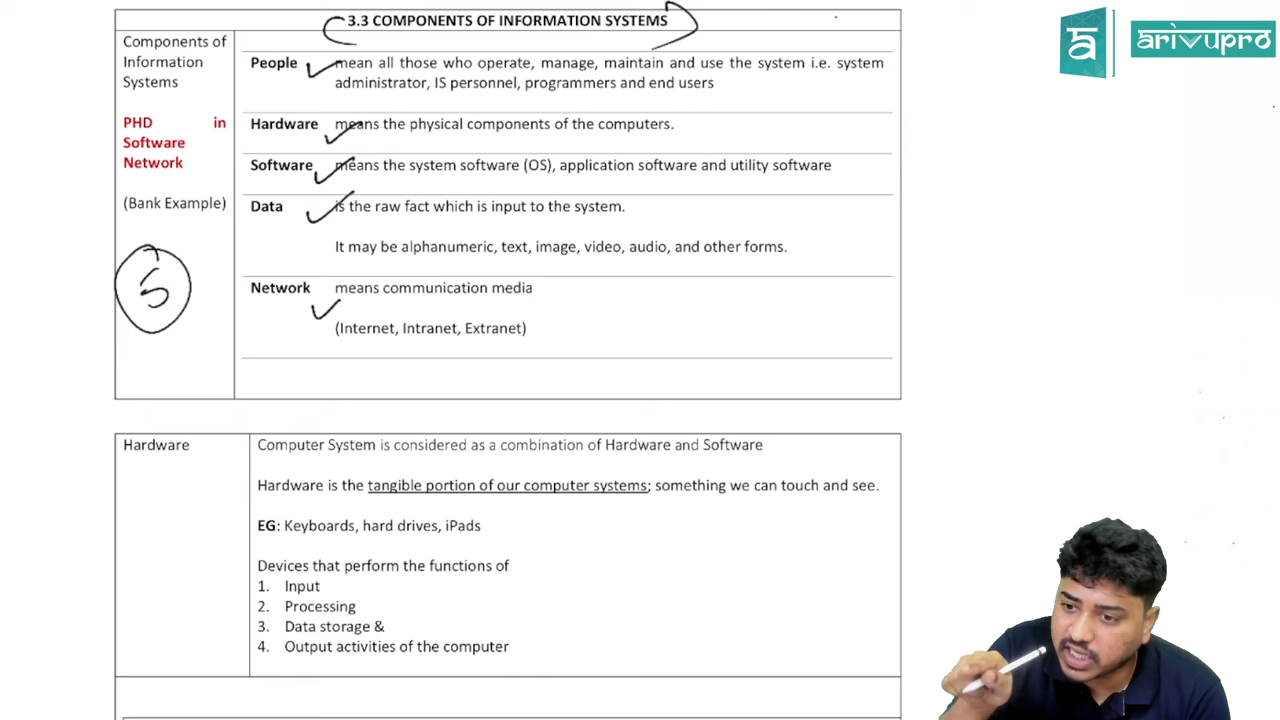 3.3 COMPONENTS OF INFORMATION SYSTEMS
ā
arivupro
Components of
Information
Systems
PHD in
Software
Network
(Bank Example)
5
People mean all those who operate, manage, maintain and use the system i.e. system
administrator, IS personnel, programmers and end users
Hardware means the physical components of the computers.
Software means the system software (OS), application software and utility software
Data is the raw fact which is input to the system.
It may be alphanumeric, text, image, video, audio, and other forms.
Network means communication media
(Internet, Intranet, Extranet)
Hardware
Computer System is considered as a combination of Hardware and Software
Hardware is the tangible portion of our computer systems; something we can touch and see.
EG: Keyboards, hard drives, iPads
Devices that perform the functions of
1. Input
2. Processing
3. Data storage &
4. Output activities of the computer